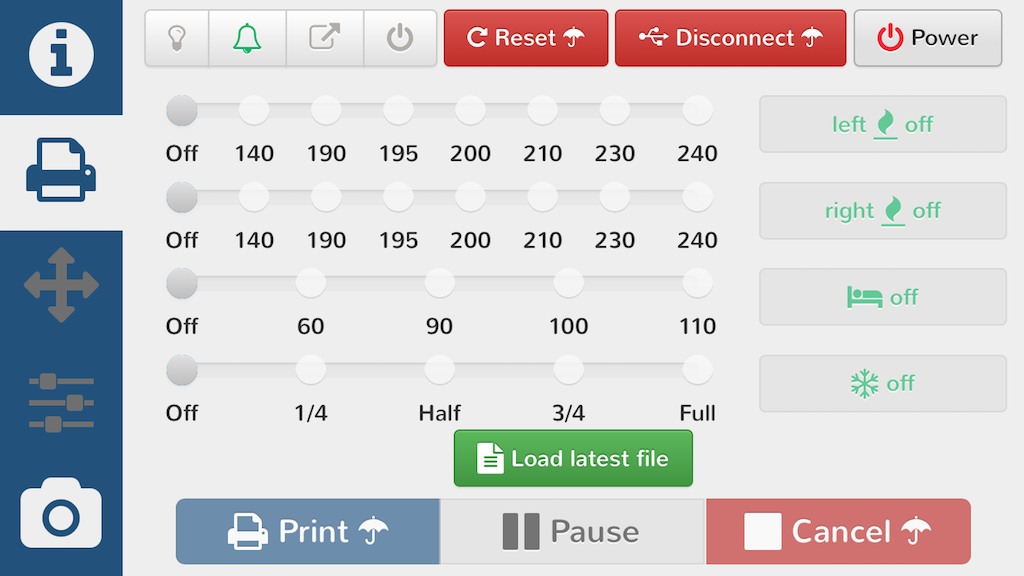 Reset Disconnect Power
Off 140 190 195 200 210 230 240
left off
Off 140 190 195 200 210 230 240
right off
Off 60 90 100 110
off
Off 1/4 Half 3/4 Full
off
Load latest file
Print Pause Cancel